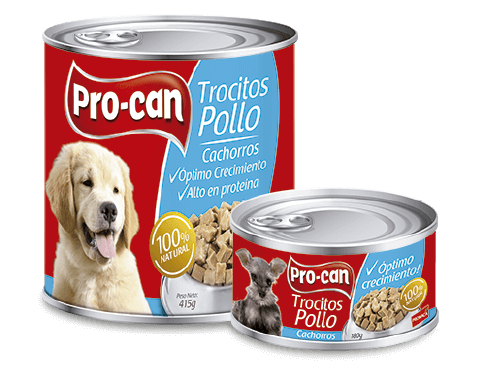 Pro-can
Trocitos
Pollo
Cachorros
✓Óptimo Crecimiento
✓Alto en proteína
100%
NATURAL
Peso Neto:
415g
Pro-can
Trocitos
Pollo
Cachorros
✓Óptimo
crecimiento!
100%
NATURAL
180g